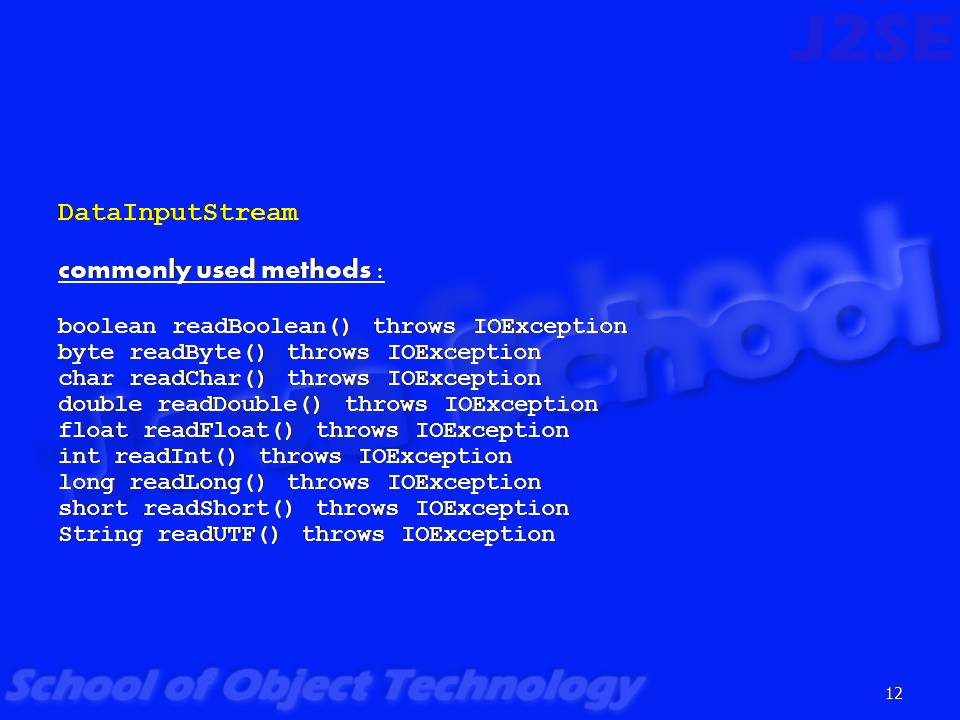 J2SE
DataInputStream
commonly used methods :
boolean readBoolean() throws IOException
byte readByte() throws IOException
char readChar() throws IOException
double readDouble() throws IOException
float readFloat() throws IOException
int readInt() throws IOException
long readLong() throws IOException
short readShort() throws IOException
String readUTF() throws IOException
School
School of Object Technology
12